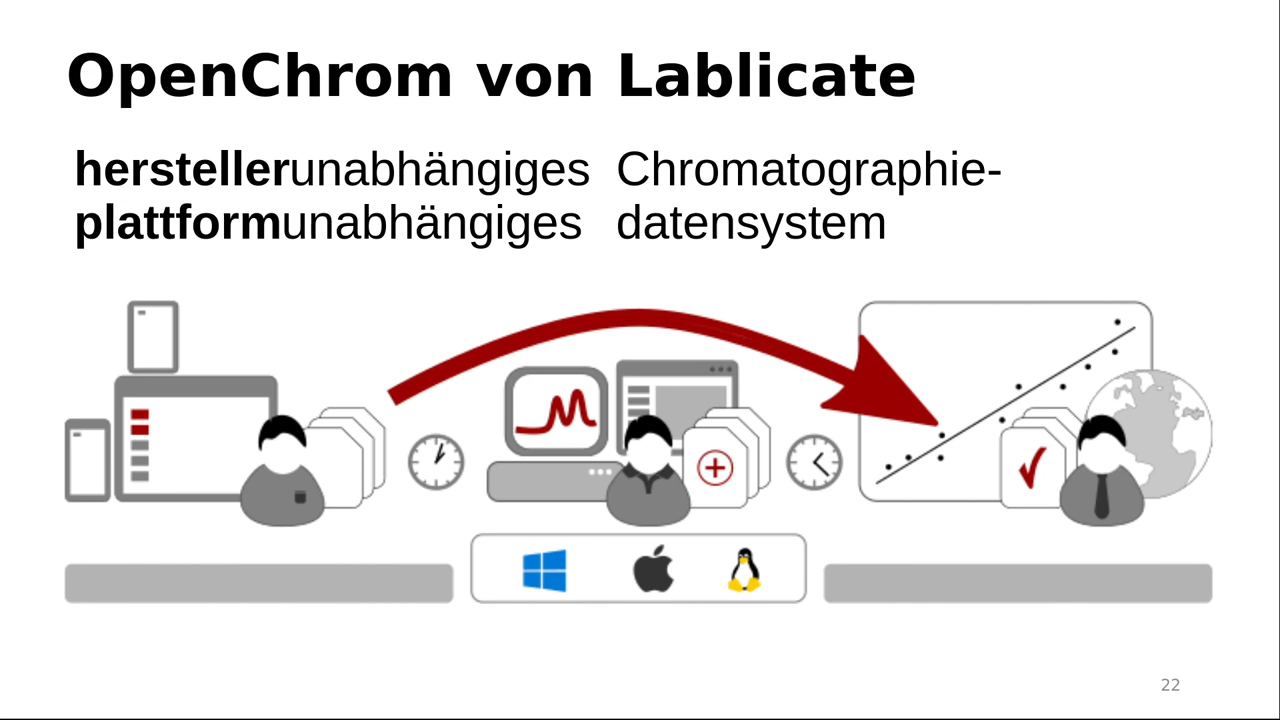 OpenChrom von Lablicate
herstellerunabhängiges Chromatographie-
plattformunabhängiges datensystem
22